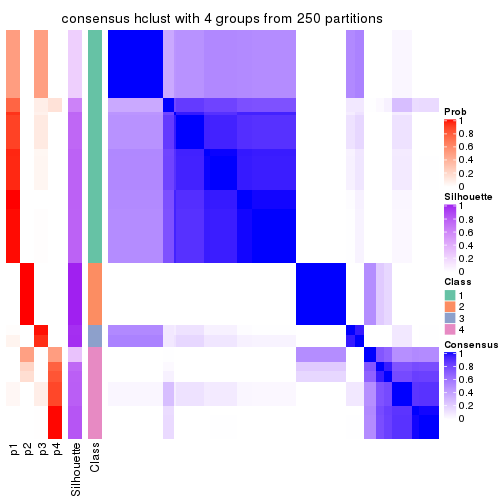 consensus hclust with 4 groups from 250 partitions
Prob
1
0.8
0.6
0.4
0.2
0
Silhouette
1
0.8
0.6
0.4
0.2
0
Class
1
2
3
4
Consensus
1
0.8
0.6
0.4
0.2
0
p1
p2
p3
p4
Silhouette
Class